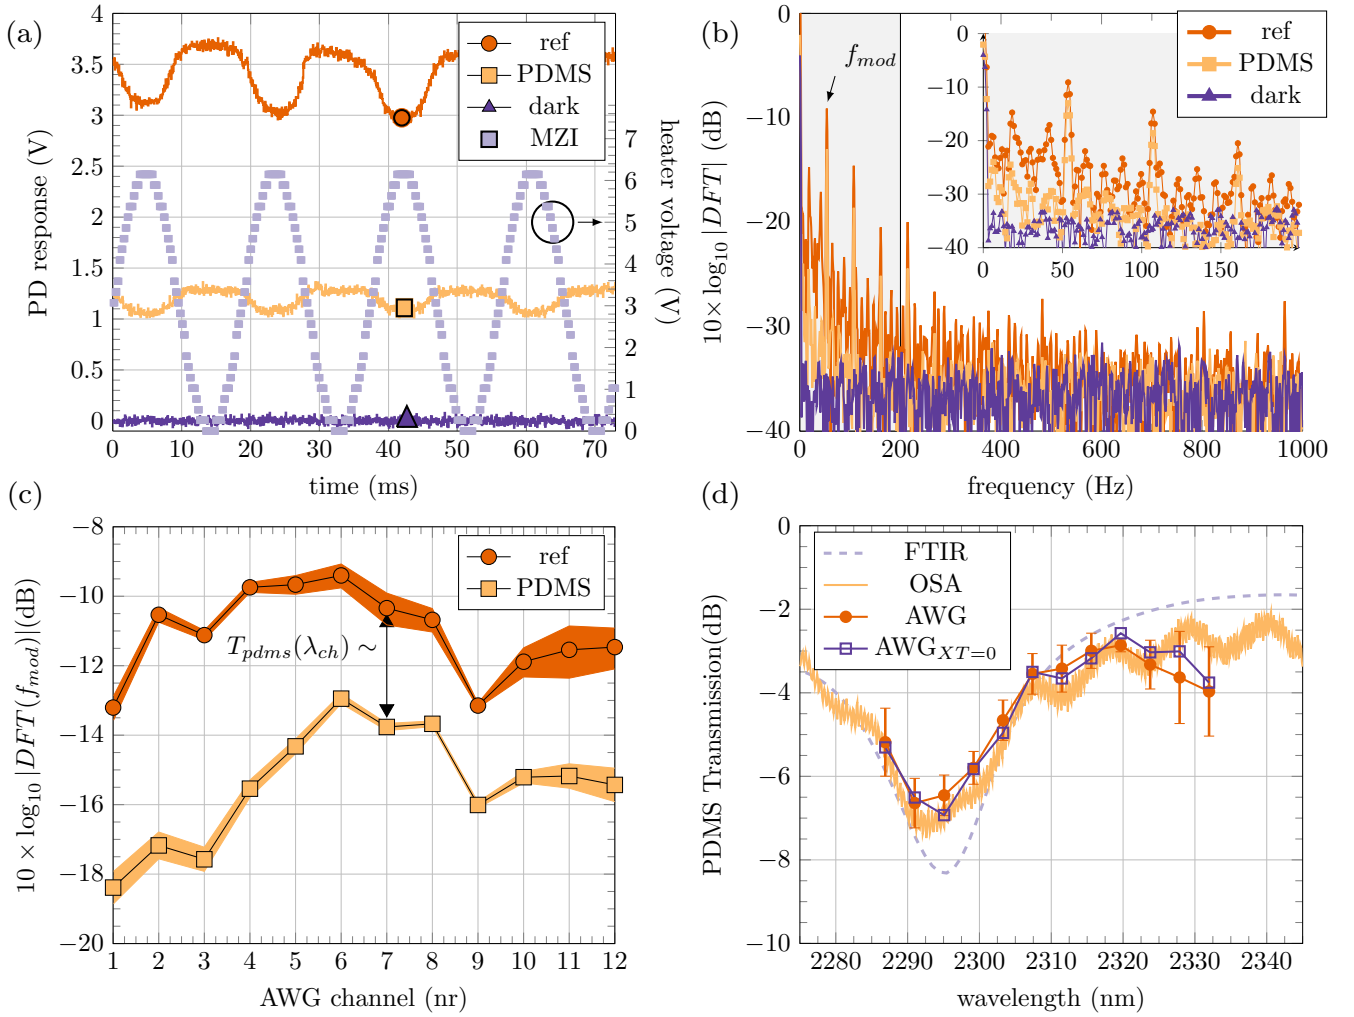 (a)
4
3.5
3
2.5
2
1.5
1
0.5
0
PD response (V)
0 10 20 30 40 50 60 70
time (ms)
7
6
5
4
3
2
1
0
heater voltage (V)
ref
PDMS
dark
MZI
(b)
0
−10
−20
−30
−40
10× log₁₀ |DFT| (dB)
0 200 400 600 800 1000
frequency (Hz)
f_mod
0
−10
−20
−30
−40
0 50 100 150
ref
PDMS
dark
(c)
−8
−10
−12
−14
−16
−18
−20
10 × log₁₀ |DFT(f_mod)|(dB)
1 2 3 4 5 6 7 8 9 10 11 12
AWG channel (nr)
ref
PDMS
T_pdms(λ_ch) ∼
(d)
0
−2
−4
−6
−8
−10
PDMS Transmission(dB)
2280 2290 2300 2310 2320 2330 2340
wavelength (nm)
FTIR
OSA
AWG
AWG_XT=0